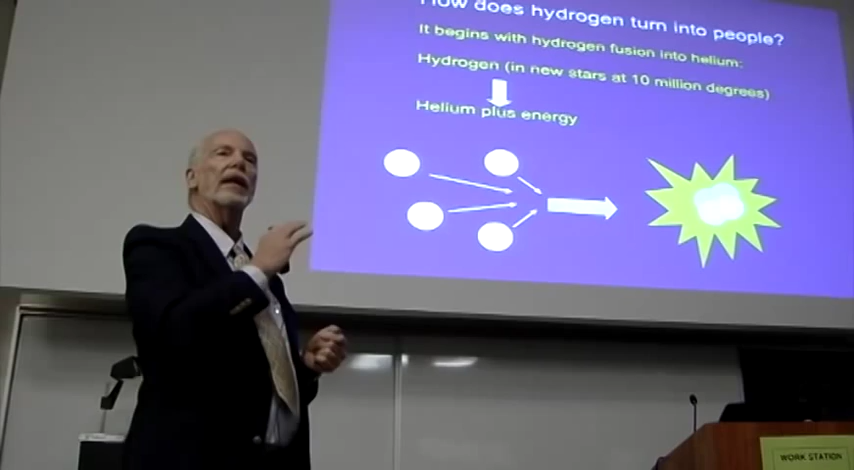 How does hydrogen turn into people?
It begins with hydrogen fusion into helium:
Hydrogen (in new stars at 10 million degrees)
Helium plus energy
WORK STATION